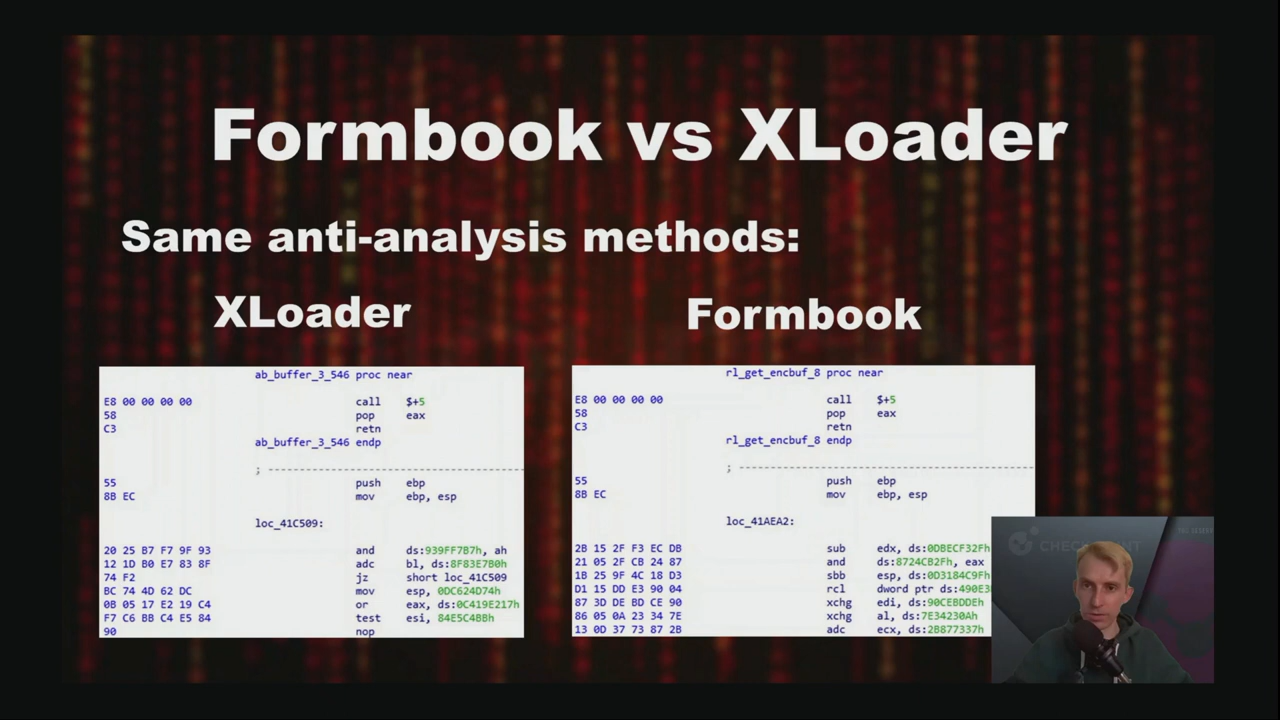 Formbook vs XLoader
Same anti-analysis methods:
XLoader
ab_buffer_3_546 proc near
E8 00 00 00 00 call $+5
58 pop eax
C3 retn
ab_buffer_3_546 endp
; ---------------------------------------
55 push ebp
8B EC mov ebp, esp
loc_41C509:
20 25 B7 F7 9F 93 and ds:939FF7B7h, ah
12 1D B0 E7 83 8F adc bl, ds:8F83E7B0h
74 F2 jz short loc_41C509
BC 74 4D 62 DC mov esp, 0DC624D74h
0B 05 17 E2 19 C4 or eax, ds:0C419E217h
F7 C6 BB C4 E5 84 test esi, 84E5C4BBh
90 nop
Formbook
rl_get_encbuf_8 proc near
E8 00 00 00 00 call $+5
58 pop eax
C3 retn
rl_get_encbuf_8 endp
; ---------------------------------------
55 push ebp
8B EC mov ebp, esp
loc_41AEA2:
2B 15 2F F3 EC DB sub edx, ds:0DBECF32Fh
21 05 2F CB 24 87 and ds:8724CB2Fh, eax
1B 25 9F 4C 18 D3 sbb esp, ds:0D3184C9Fh
D1 15 DD E3 90 04 rcl dword ptr ds:490E3
87 3D DE BD CE 90 xchg edi, ds:90CEBDDEh
86 05 0A 23 34 7E xchg al, ds:7E34230Ah
13 0D 37 73 87 2B adc ecx, ds:2B877337h